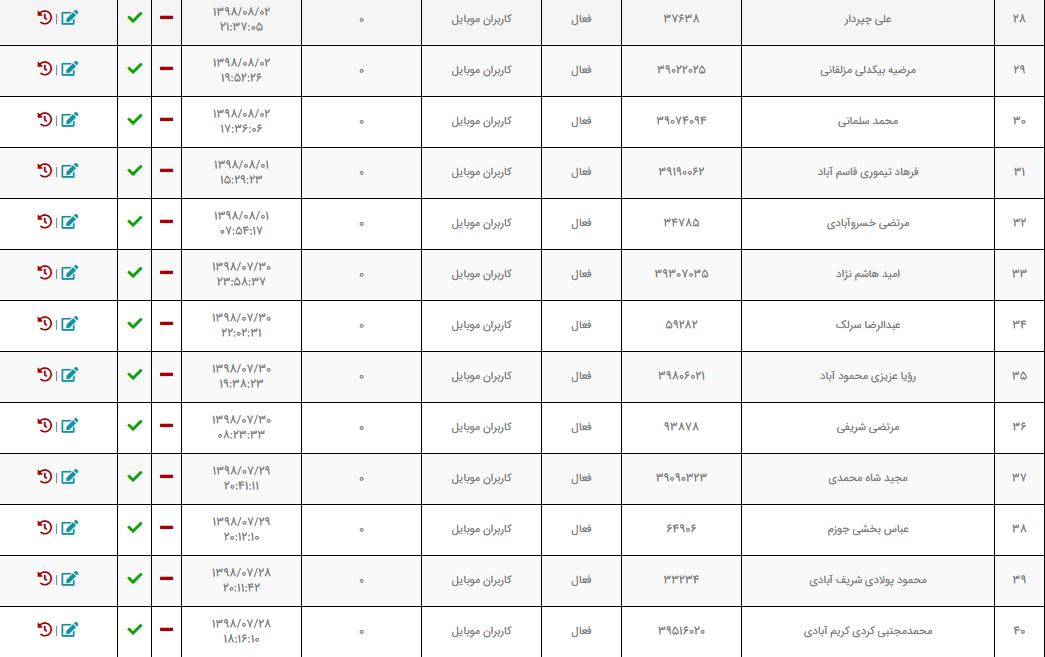 ۲۸ علی چپردار ۳۷۶۳۸ فعال کاربران موبایل ۰ ۱۳۹۸/۰۸/۰۲ ۲۱:۳۷:۰۵
۲۹ مرضیه بیکدلی مزلقانی ۳۹۰۲۲۰۲۵ فعال کاربران موبایل ۰ ۱۳۹۸/۰۸/۰۲ ۱۹:۵۲:۲۶
۳۰ محمد سلمانی ۳۹۰۷۴۰۹۴ فعال کاربران موبایل ۰ ۱۳۹۸/۰۸/۰۲ ۱۷:۳۶:۰۶
۳۱ فرهاد تیموری قاسم آباد ۳۹۱۹۰۰۶۲ فعال کاربران موبایل ۰ ۱۳۹۸/۰۸/۰۱ ۱۵:۲۹:۲۳
۳۲ مرتضی خسروآبادی ۳۴۷۸۵ فعال کاربران موبایل ۰ ۱۳۹۸/۰۸/۰۱ ۰۷:۵۴:۱۷
۳۳ امید هاشم نژاد ۳۹۳۰۷۰۳۵ فعال کاربران موبایل ۰ ۱۳۹۸/۰۷/۳۰ ۲۳:۵۸:۳۷
۳۴ عبدالرضا سرلک ۵۹۲۸۲ فعال کاربران موبایل ۰ ۱۳۹۸/۰۷/۳۰ ۲۲:۰۲:۳۱
۳۵ رؤیا عزیزی محمود آباد ۳۹۸۰۶۰۲۱ فعال کاربران موبایل ۰ ۱۳۹۸/۰۷/۳۰ ۱۹:۳۸:۲۳
۳۶ مرتضی شریفی ۹۳۸۷۸ فعال کاربران موبایل ۰ ۱۳۹۸/۰۷/۳۰ ۰۸:۲۳:۳۳
۳۷ مجید شاه محمدی ۳۹۰۹۰۳۲۳ فعال کاربران موبایل ۰ ۱۳۹۸/۰۷/۲۹ ۲۰:۴۱:۱۱
۳۸ عباس بخشی جوزم ۶۴۹۰۶ فعال کاربران موبایل ۰ ۱۳۹۸/۰۷/۲۹ ۲۰:۱۲:۱۰
۳۹ محمود پولادی شریف آبادی ۳۳۲۳۴ فعال کاربران موبایل ۰ ۱۳۹۸/۰۷/۲۸ ۲۰:۱۱:۴۲
۴۰ محمدمجتبی کردی کریم آبادی ۳۹۵۱۶۰۲۰ فعال کاربران موبایل ۰ ۱۳۹۸/۰۷/۲۸ ۱۸:۱۶:۱۰